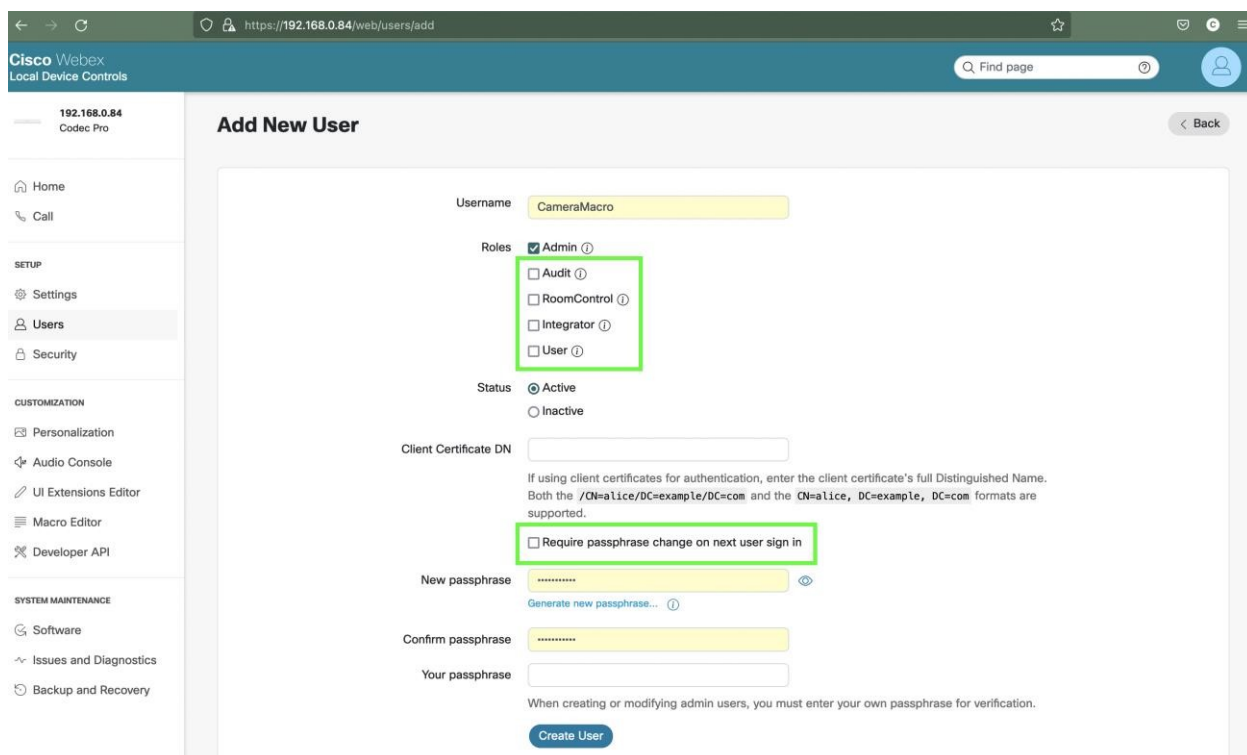 https://192.168.0.84/web/users/add
Cisco Webex
Local Device Controls
Find page
192.168.0.84
Codec Pro
Home
Call
SETUP
Settings
Users
Security
CUSTOMIZATION
Personalization
Audio Console
UI Extensions Editor
Macro Editor
Developer API
SYSTEM MAINTENANCE
Software
Issues and Diagnostics
Backup and Recovery
Add New User
Back
Username CameraMacro
Roles Admin
Audit
RoomControl
Integrator
User
Status Active
Inactive
Client Certificate DN
If using client certificates for authentication, enter the client certificate's full Distinguished Name.
Both the /CN=alice/DC=example/DC=com and the CN=alice, DC=example, DC=com formats are
supported.
Require passphrase change on next user sign in
New passphrase •••••••••••
Generate new passphrase...
Confirm passphrase •••••••••••
Your passphrase
When creating or modifying admin users, you must enter your own passphrase for verification.
Create User